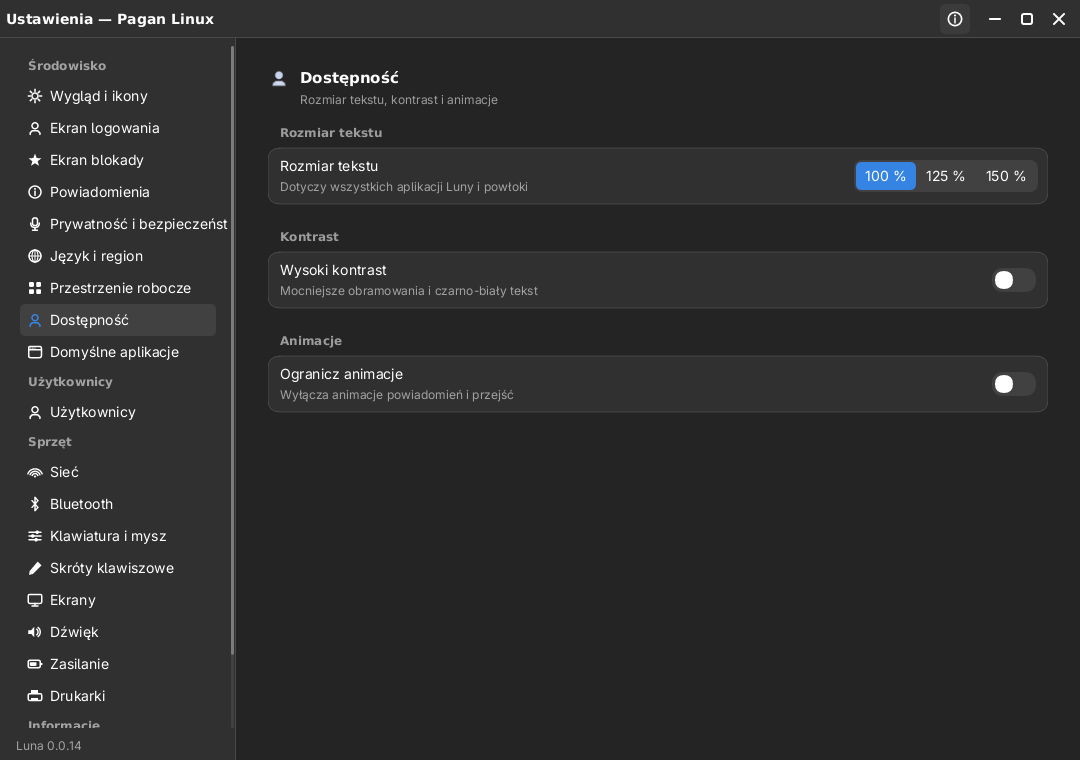 Ustawienia — Pagan Linux
Środowisko
Wygląd i ikony
Ekran logowania
Ekran blokady
Powiadomienia
Prywatność i bezpieczeńst
Język i region
Przestrzenie robocze
Dostępność
Domyślne aplikacje
Użytkownicy
Użytkownicy
Sprzęt
Sieć
Bluetooth
Klawiatura i mysz
Skróty klawiszowe
Ekrany
Dźwięk
Zasilanie
Drukarki
Informacje
Luna 0.0.14
Dostępność
Rozmiar tekstu, kontrast i animacje
Rozmiar tekstu
Rozmiar tekstu
Dotyczy wszystkich aplikacji Luny i powłoki
100 % 125 % 150 %
Kontrast
Wysoki kontrast
Mocniejsze obramowania i czarno-biały tekst
Animacje
Ogranicz animacje
Wyłącza animacje powiadomień i przejść